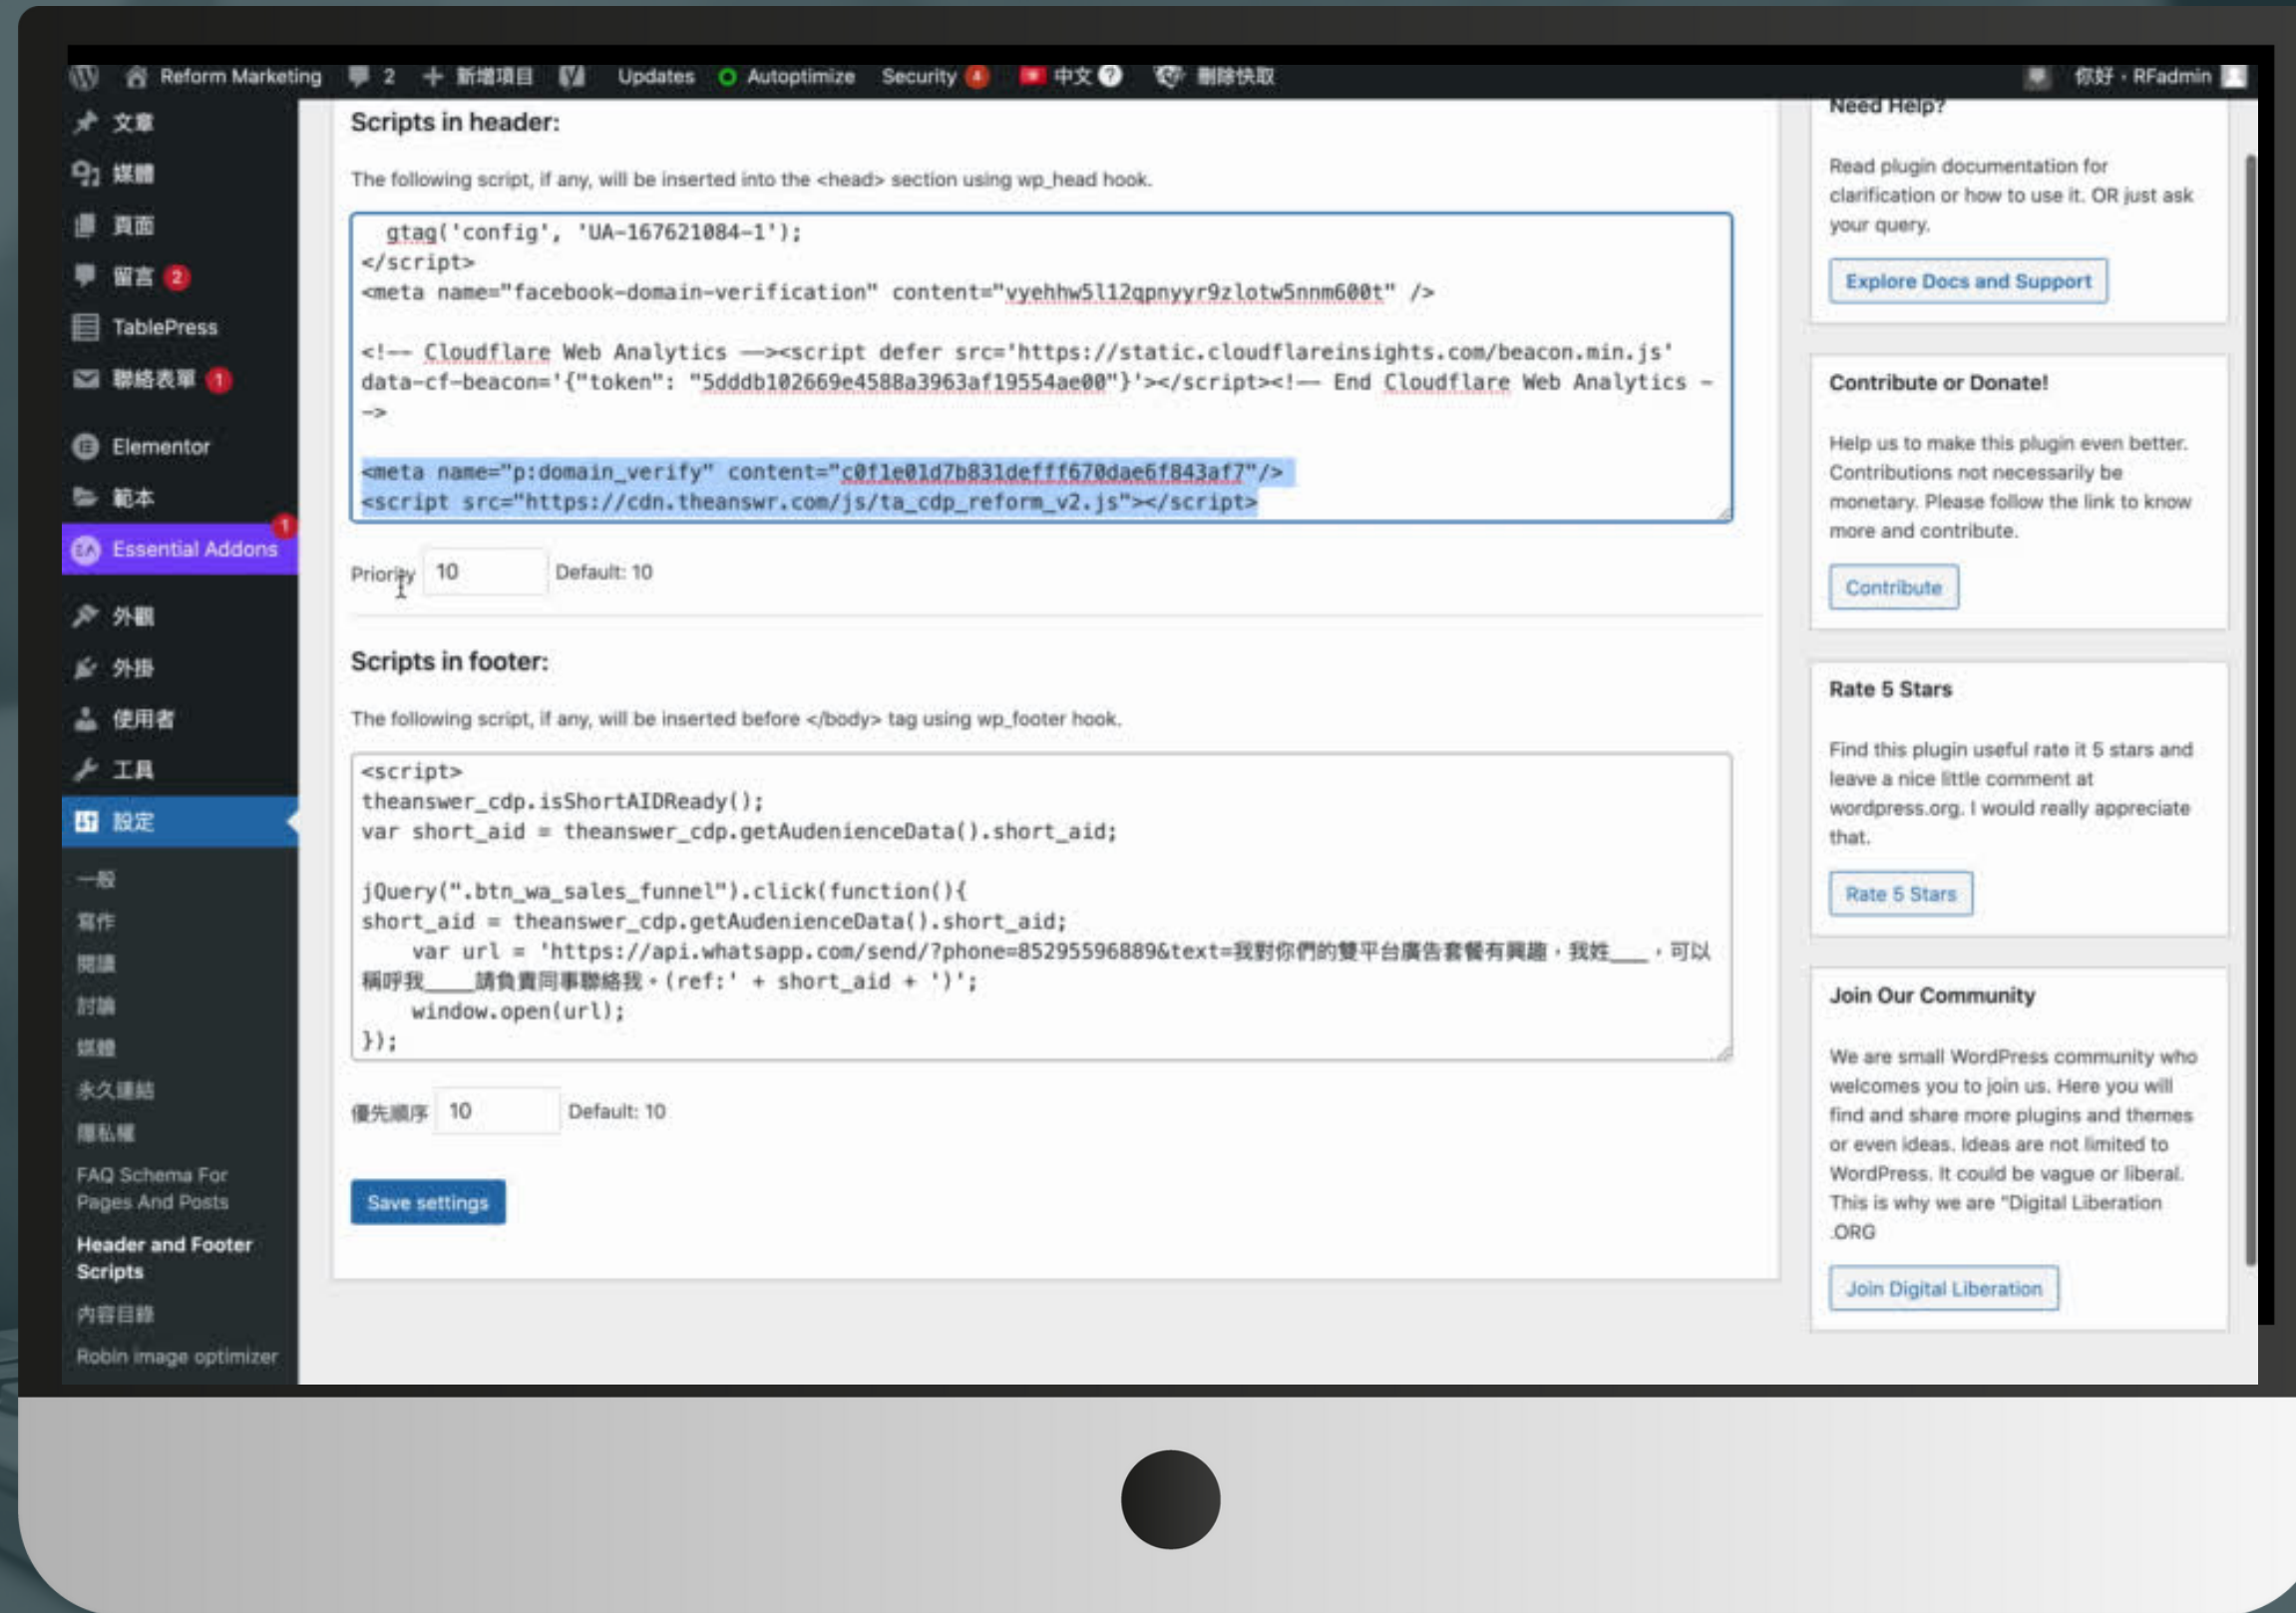 Reform Marketing 2 新增項目 Updates Autoptimize Security 4 中文 ? 刪除快取 你好，RFadmin
文章
媒體
頁面
留言 2
TablePress
聯絡表單 1
Elementor
範本
Essential Addons 1
外觀
外掛
使用者
工具
設定
一般
寫作
閱讀
討論
媒體
永久連結
隱私權
FAQ Schema For
Pages And Posts
Header and Footer
Scripts
內容目錄
Robin image optimizer
Scripts in header:
The following script, if any, will be inserted into the <head> section using wp_head hook.
gtag('config', 'UA-167621084-1');
</script>
<meta name="facebook-domain-verification" content="vyehhw5l12qpnyyr9zlotw5nnm600t" />
<!-- Cloudflare Web Analytics --><script defer src='https://static.cloudflareinsights.com/beacon.min.js'
data-cf-beacon='{"token": "5dddb102669e4588a3963af19554ae00"}'></script><!-- End Cloudflare Web Analytics -
->
<meta name="p:domain_verify" content="c0f1e01d7b831defff670dae6f843af7"/>
<script src="https://cdn.theanswr.com/js/ta_cdp_reform_v2.js"></script>
Priority 10 Default: 10
Scripts in footer:
The following script, if any, will be inserted before </body> tag using wp_footer hook.
<script>
theanswer_cdp.isShortAIDReady();
var short_aid = theanswer_cdp.getAudenienceData().short_aid;
jQuery(".btn_wa_sales_funnel").click(function(){
short_aid = theanswer_cdp.getAudenienceData().short_aid;
var url = 'https://api.whatsapp.com/send/?phone=85295596889&text=我對你們的雙平台廣告套餐有興趣，我姓___，可以
稱呼我____請負責同事聯絡我。(ref:' + short_aid + ')';
window.open(url);
});
優先順序 10 Default: 10
Save settings
Need Help?
Read plugin documentation for
clarification or how to use it. OR just ask
your query.
Explore Docs and Support
Contribute or Donate!
Help us to make this plugin even better.
Contributions not necessarily be
monetary. Please follow the link to know
more and contribute.
Contribute
Rate 5 Stars
Find this plugin useful rate it 5 stars and
leave a nice little comment at
wordpress.org. I would really appreciate
that.
Rate 5 Stars
Join Our Community
We are small WordPress community who
welcomes you to join us. Here you will
find and share more plugins and themes
or even ideas. Ideas are not limited to
WordPress. It could be vague or liberal.
This is why we are "Digital Liberation
.ORG
Join Digital Liberation